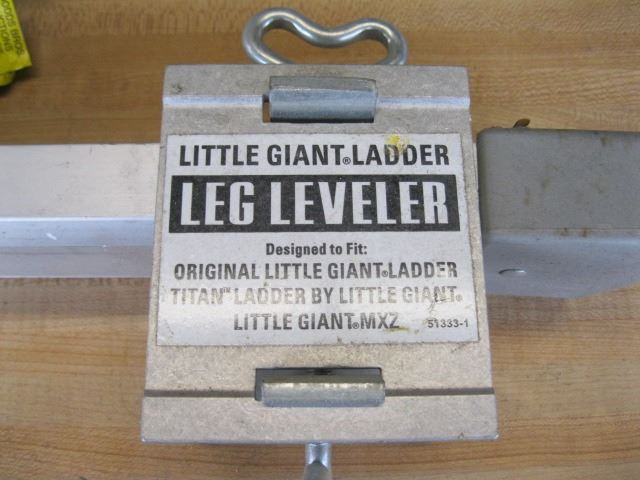 LITTLE GIANT® LADDER
LEG LEVELER
Designed to Fit:
ORIGINAL LITTLE GIANT® LADDER
TITAN™ LADDER BY LITTLE GIANT®
LITTLE GIANT® MXZ
51333-1